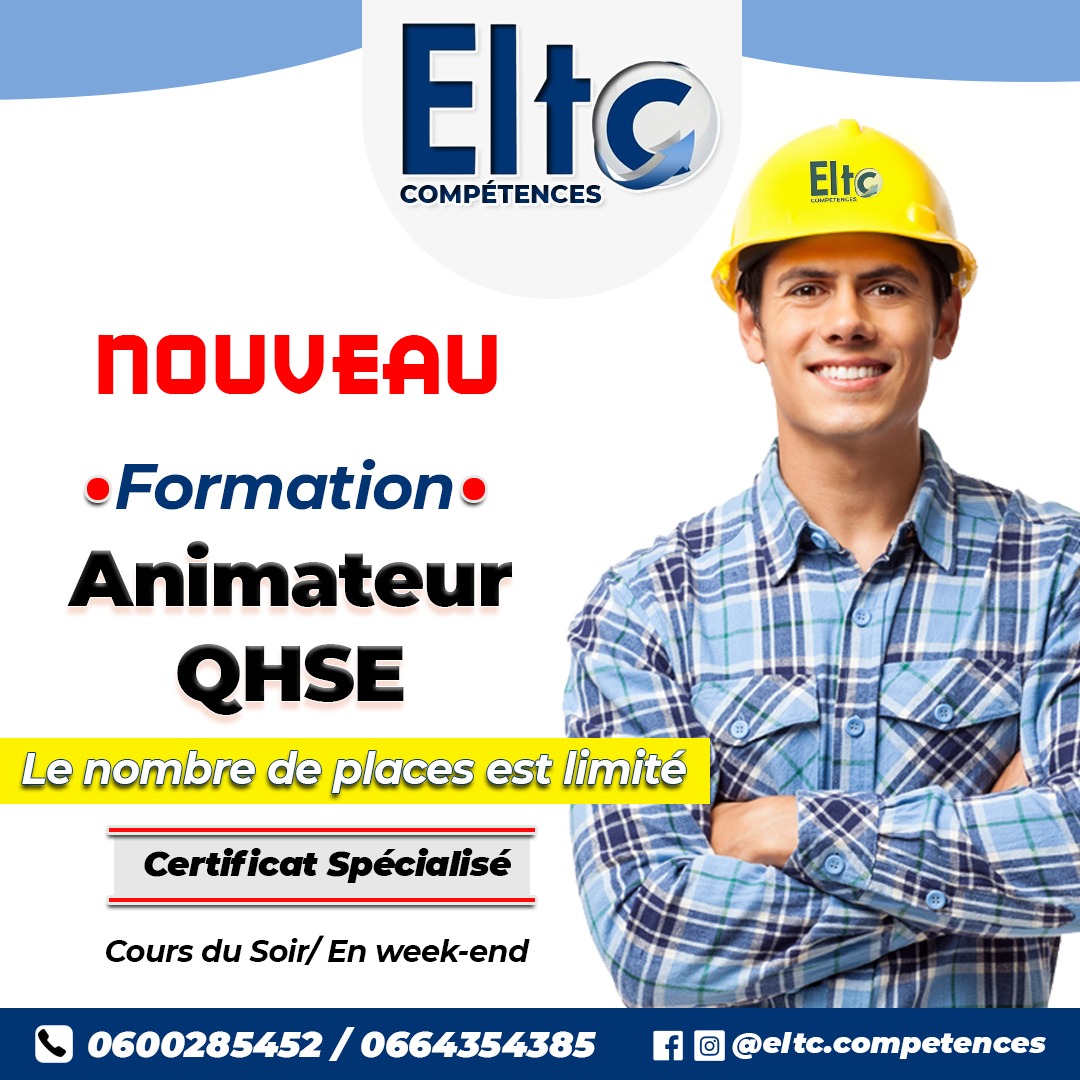 Eltc
COMPÉTENCES
Eltc
COMPÉTENCES
NOUVEAU
•Formation•
Animateur
QHSE
Le nombre de places est limité
Certificat Spécialisé
Cours du Soir/ En week-end
0600285452 / 0664354385
@eltc.competences